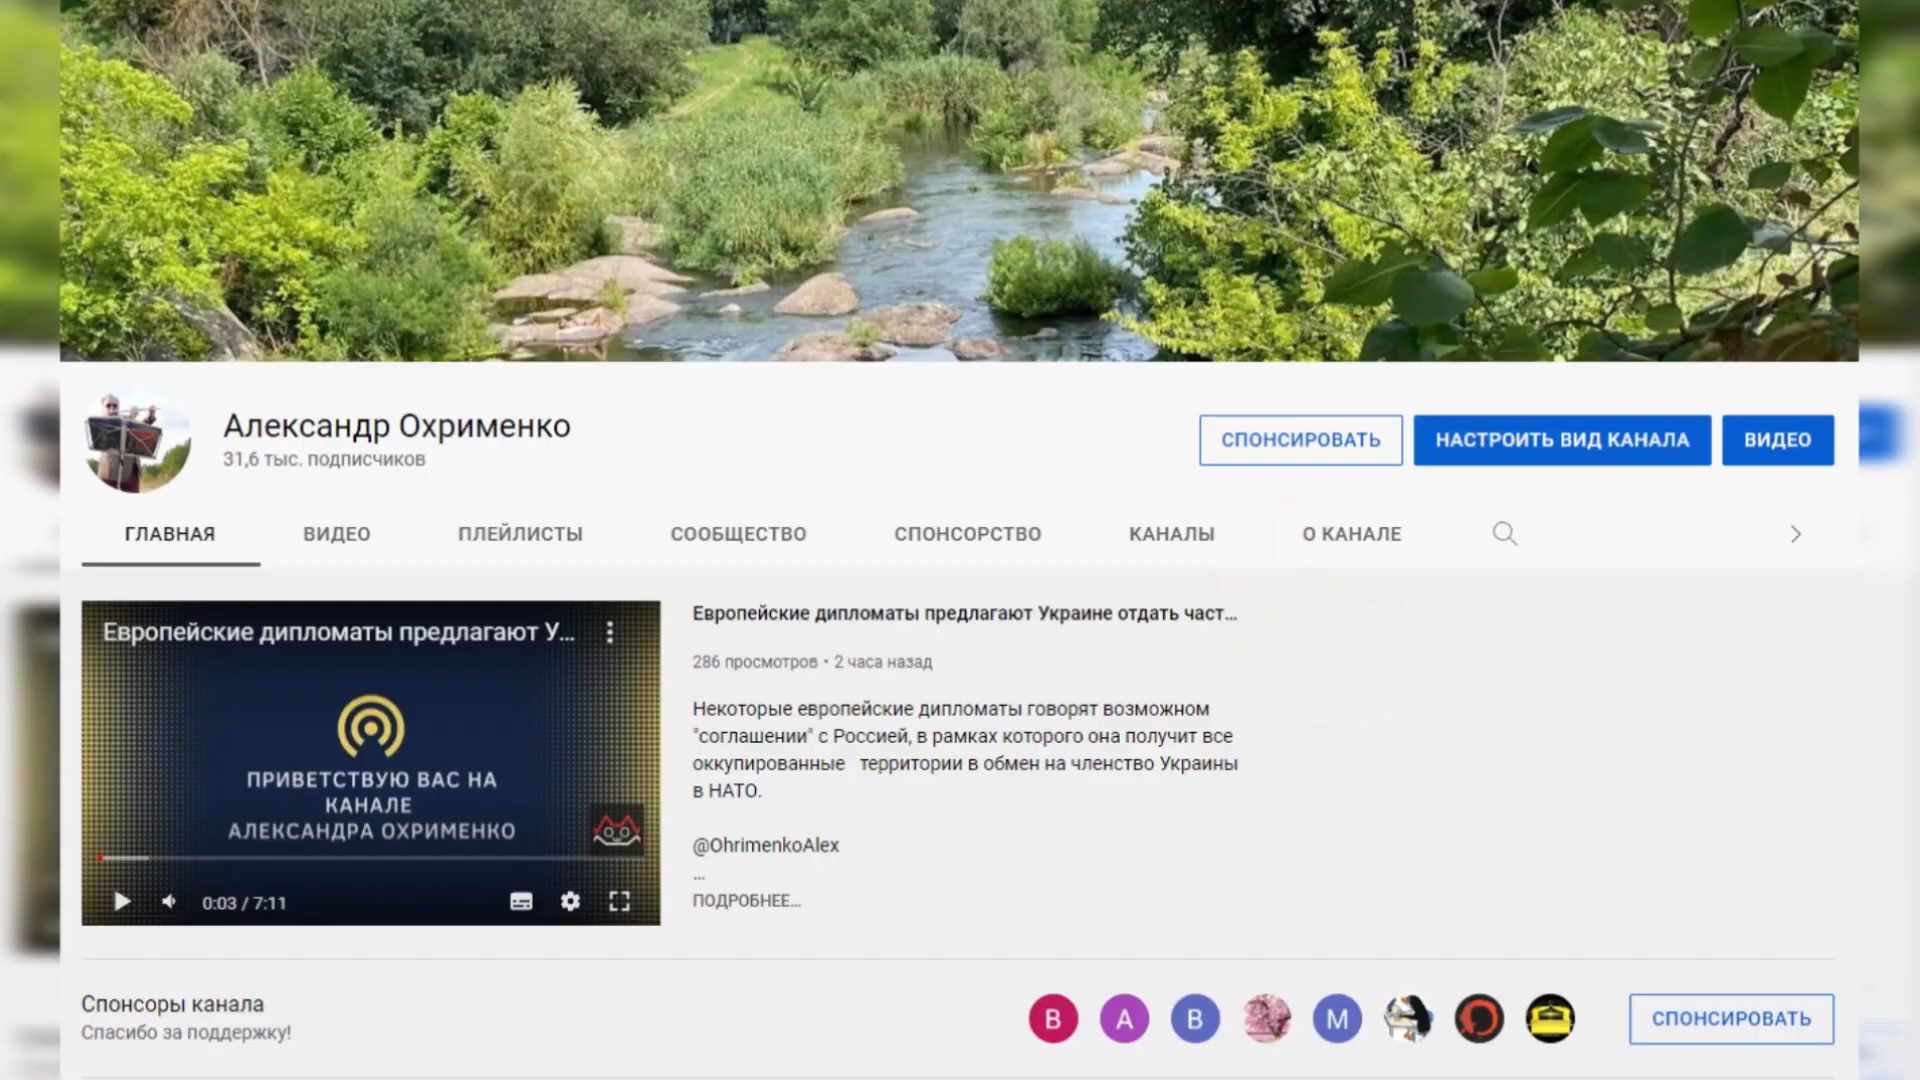 Александр Охрименко
31,6 тыс. подписчиков
СПОНСИРОВАТЬ
НАСТРОИТЬ ВИД КАНАЛА
ВИДЕО
ГЛАВНАЯ
ВИДЕО
ПЛЕЙЛИСТЫ
СООБЩЕСТВО
СПОНСОРСТВО
КАНАЛЫ
О КАНАЛЕ
Европейские дипломаты предлагают У...
ПРИВЕТСТВУЮ ВАС НА
КАНАЛЕ
АЛЕКСАНДРА ОХРИМЕНКО
0:03 / 7:11
Европейские дипломаты предлагают Украине отдать част...
286 просмотров • 2 часа назад
Некоторые европейские дипломаты говорят возможном
"соглашении" с Россией, в рамках которого она получит все
оккупированные территории в обмен на членство Украины
в НАТО.
@OhrimenkoAlex
...
ПОДРОБНЕЕ...
Спонсоры канала
Спасибо за поддержку!
В
А
В
М
СПОНСИРОВАТЬ